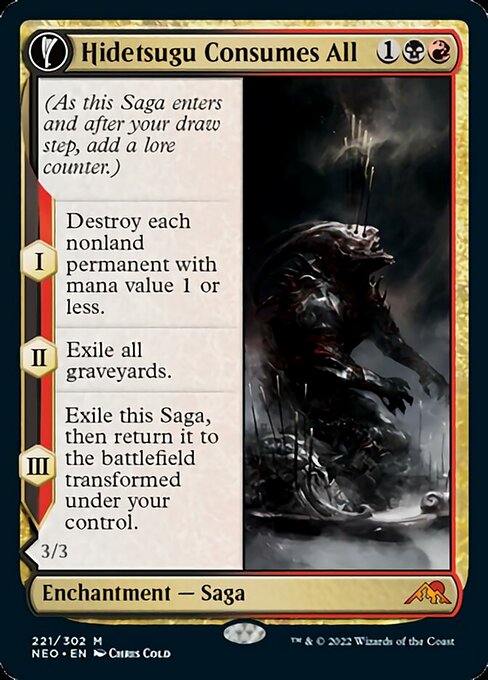 Hidetsugu Consumes All 1
(As this Saga enters
and after your draw
step, add a lore
counter.)
I
Destroy each
nonland
permanent with
mana value 1 or
less.
II
Exile all
graveyards.
III
Exile this Saga,
then return it to
the battlefield
transformed
under your
control.
3/3
Enchantment — Saga
221/302 M
NEO • EN Chris Cold
™ & © 2022 Wizards of the Coast